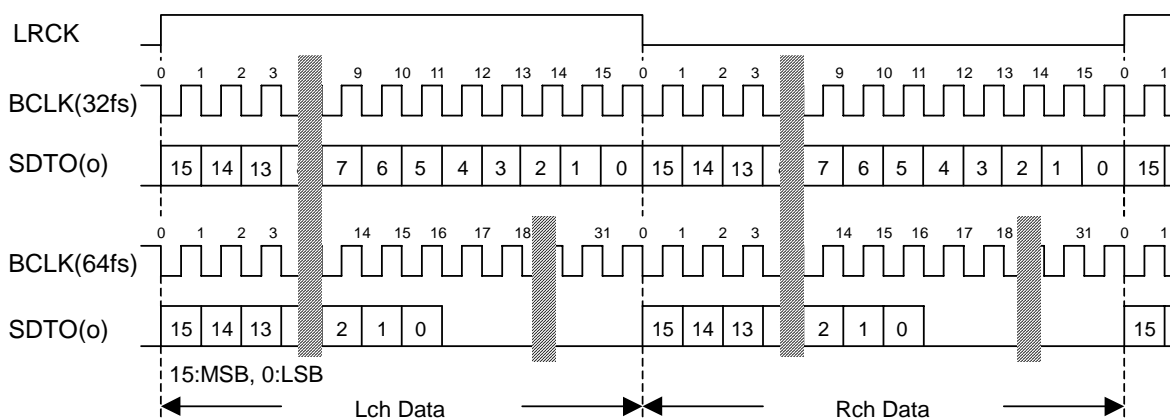 LRCK
0 1 2 3 9 10 11 12 13 14 15 0 1 2 3 9 10 11 12 13 14 15 0 1
BCLK(32fs)
SDTO(o) 15 14 13 7 6 5 4 3 2 1 0 15 14 13 7 6 5 4 3 2 1 0 15
0 1 2 3 14 15 16 17 18 31 0 1 2 3 14 15 16 17 18 31 0 1
BCLK(64fs)
SDTO(o) 15 14 13 2 1 0 15 14 13 2 1 0 15
15:MSB, 0:LSB
Lch Data Rch Data